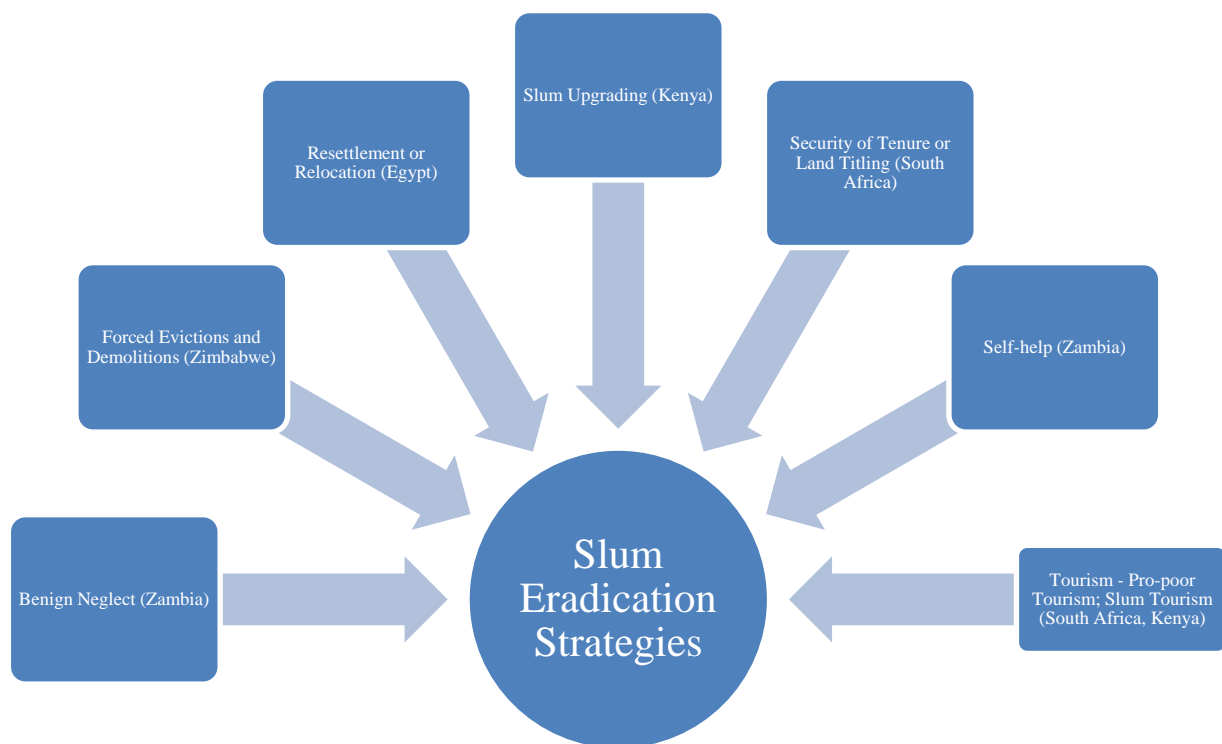 Slum Upgrading (Kenya)
Resettlement or
Relocation (Egypt)
Security of Tenure or
Land Titling (South
Africa)
Forced Evictions and
Demolitions (Zimbabwe)
Self-help (Zambia)
Benign Neglect (Zambia)
Slum
Eradication
Strategies
Tourism - Pro-poor
Tourism; Slum Tourism
(South Africa, Kenya)